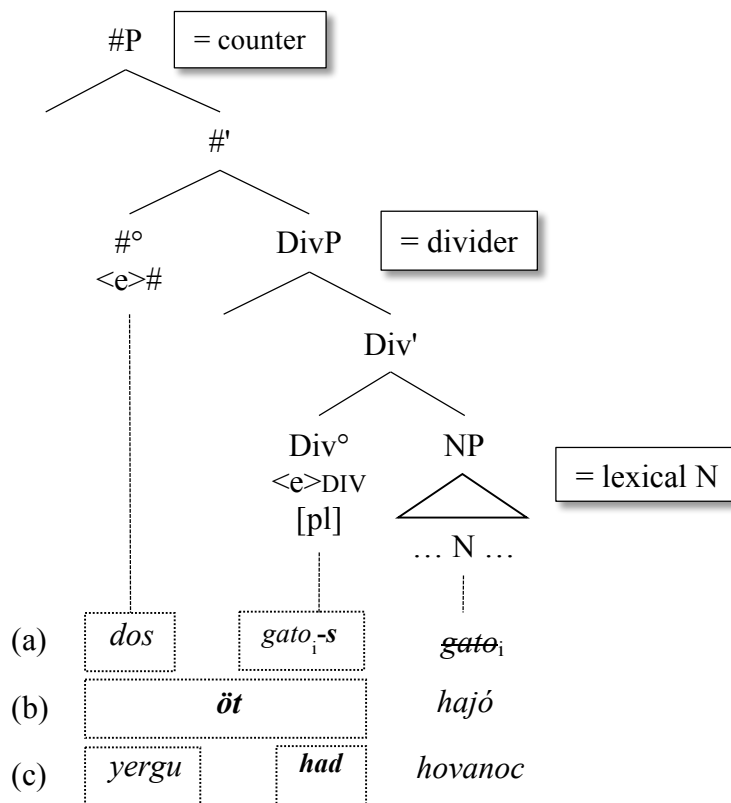 #P = counter
#'
#° DivP = divider
<e>#
Div'
Div° NP
<e>DIV = lexical N
[pl]
… N …
(a) dos gatoᵢ-s gatoᵢ
(b) öt hajó
(c) yergu had hovanoc